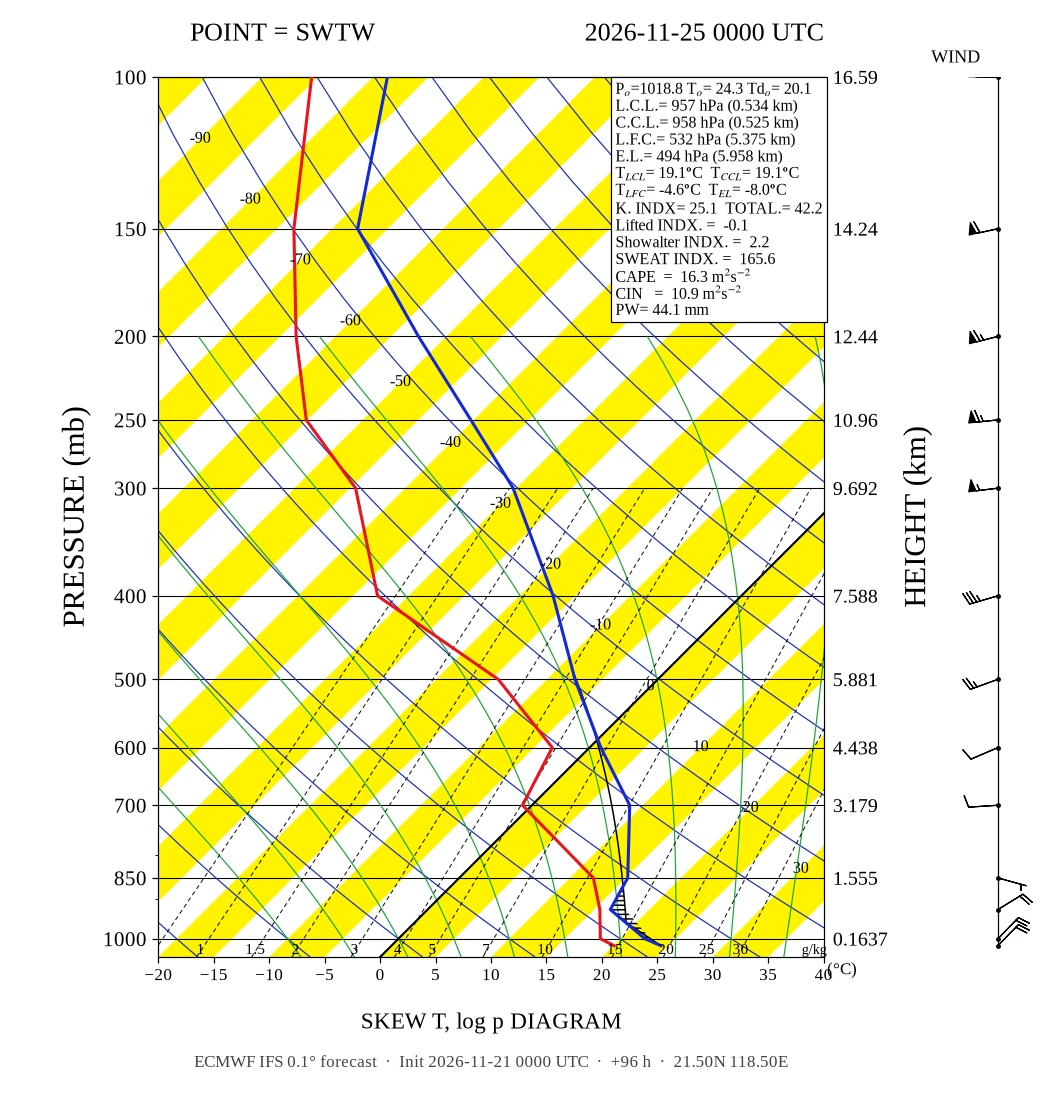 POINT = SWTW
2026-11-25 0000 UTC
WIND
100
16.59
Pₒ=1018.8 Tₒ= 24.3 Tdₒ= 20.1
L.C.L.= 957 hPa (0.534 km)
C.C.L.= 958 hPa (0.525 km)
L.F.C.= 532 hPa (5.375 km)
E.L.= 494 hPa (5.958 km)
T_LCL= 19.1°C T_CCL= 19.1°C
T_LFC= -4.6°C T_EL= -8.0°C
K. INDX= 25.1 TOTAL.= 42.2
Lifted INDX. = -0.1
Showalter INDX. = 2.2
SWEAT INDX. = 165.6
CAPE = 16.3 m²s⁻²
CIN = 10.9 m²s⁻²
PW= 44.1 mm
-90
-80
150
14.24
-70
-60
200
12.44
-50
250
10.96
-40
300
9.692
-30
PRESSURE (mb)
HEIGHT (km)
-20
400
7.588
-10
500
5.881
0
600
10
4.438
700
20
3.179
850
30
1.555
1000
0.1637
1 1.5 2 3 4 5 7 10 15 20 25 30 g/kg
−20 −15 −10 −5 0 5 10 15 20 25 30 35 40
(°C)
SKEW T, log p DIAGRAM
ECMWF IFS 0.1° forecast · Init 2026-11-21 0000 UTC · +96 h · 21.50N 118.50E